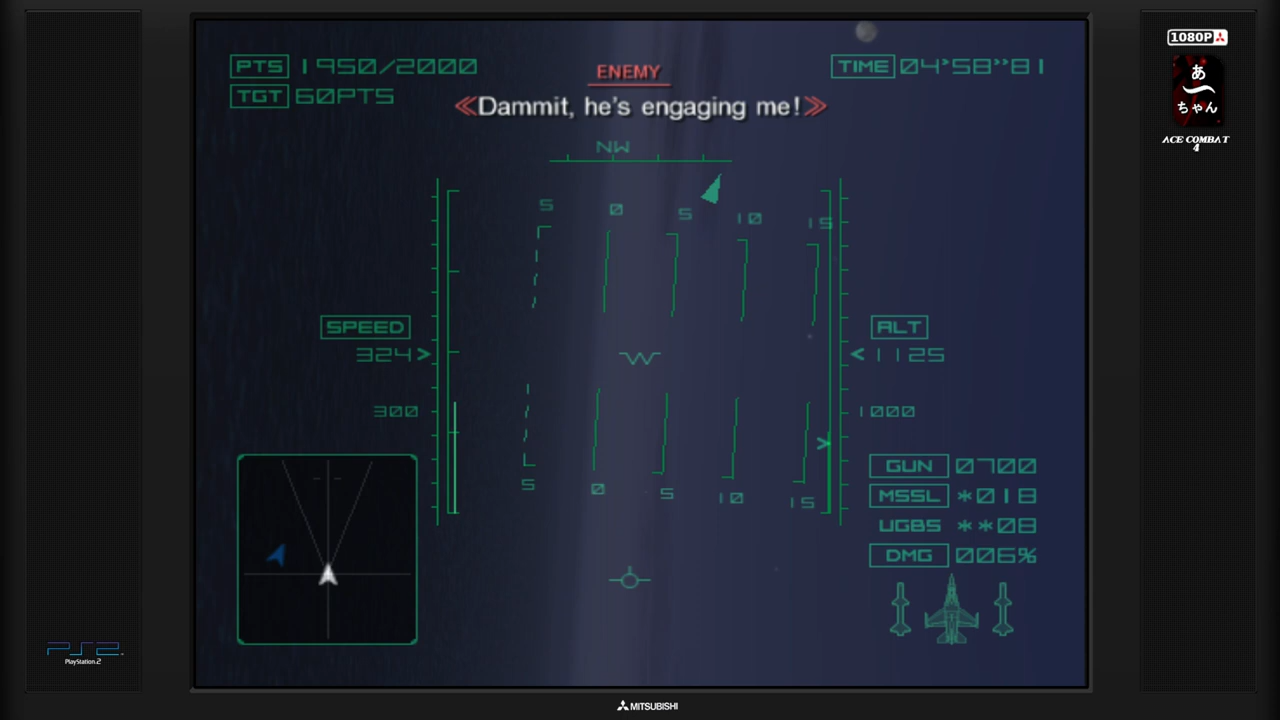 PTS 1950/2000
TGT 60PTS
ENEMY
≪Dammit, he's engaging me!≫
TIME 04"58"81
NW
5 0 5 10 15
SPEED
324>
300
ALT
<1125
1000
5 0 5 10 15
GUN 0700
MSSL *018
UGBS **08
DMG 006%
1080P
あーちゃん
ACE COMBAT
4
PS2
PlayStation.2
MITSUBISHI